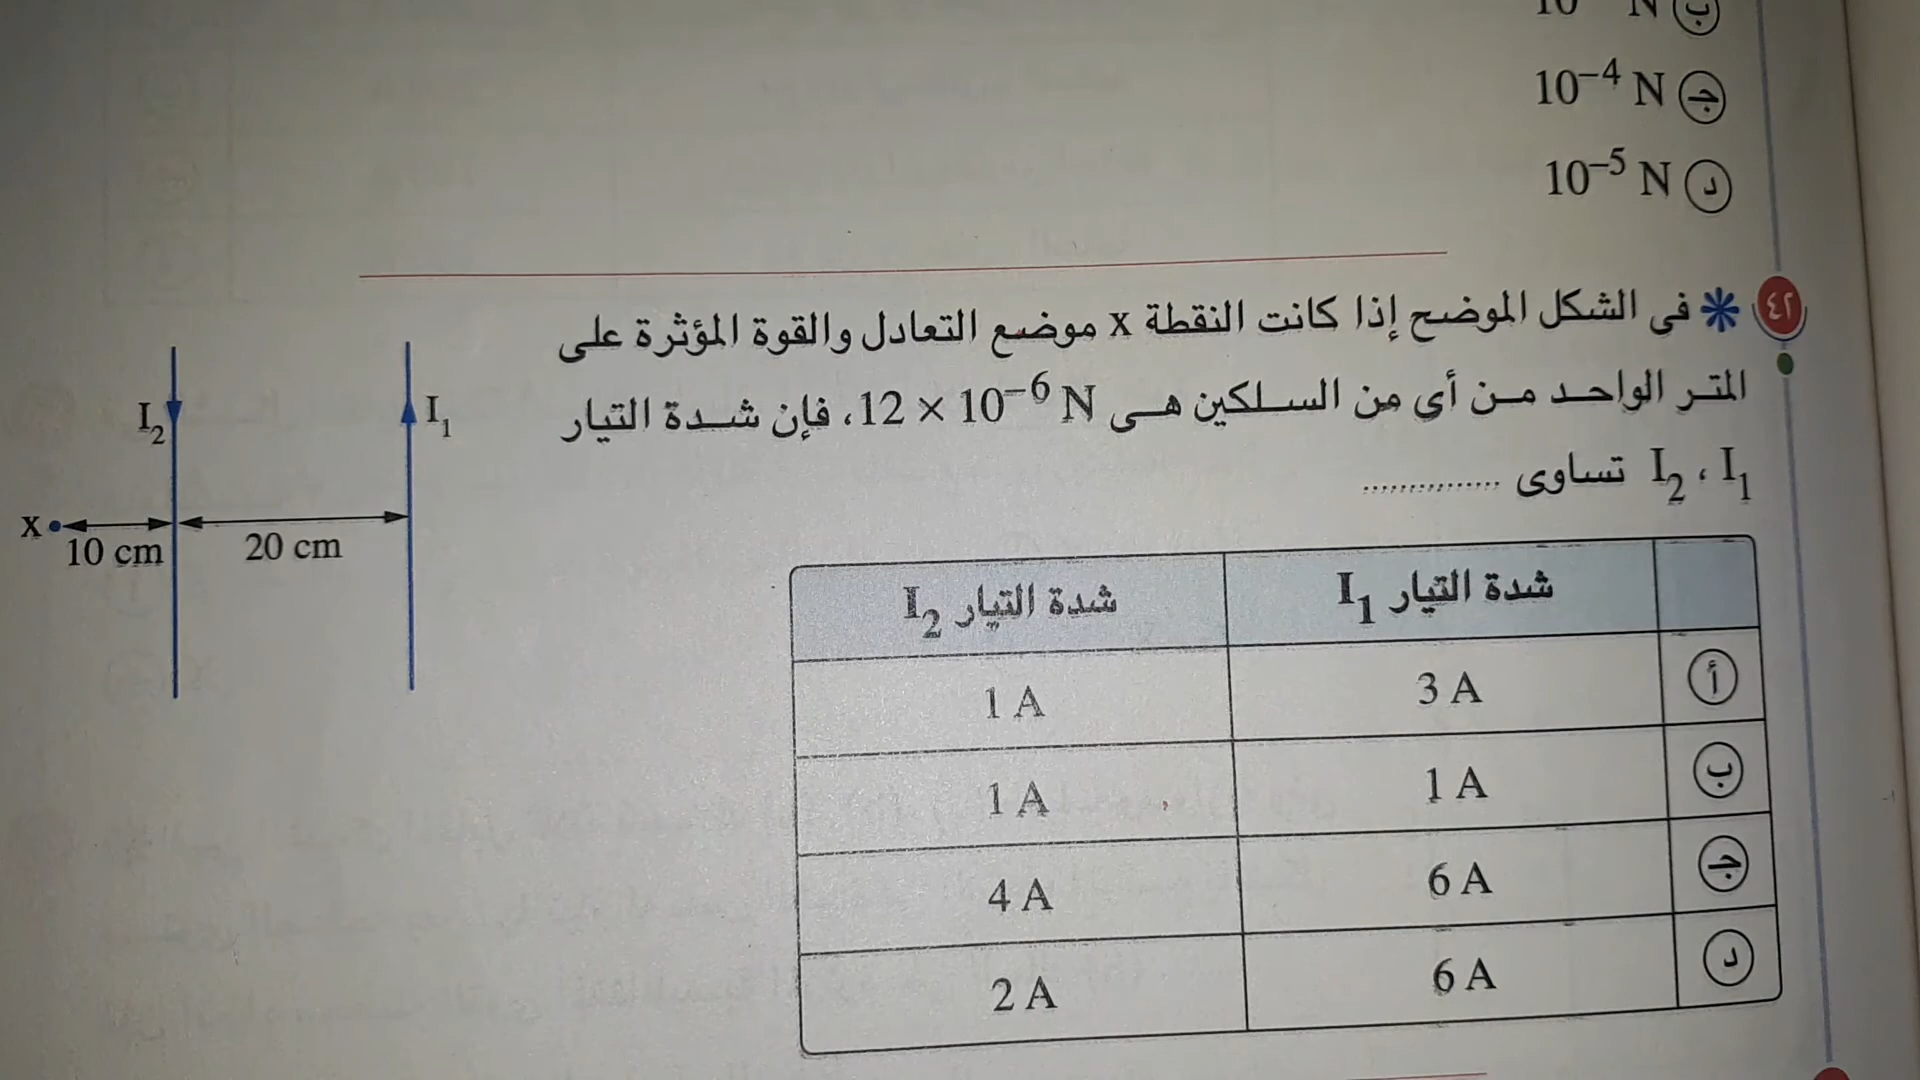 ب
10⁻⁴ N ج
10⁻⁵ N د
٤٢ * فى الشكل الموضح إذا كانت النقطة x موضع التعادل والقوة المؤثرة على
المتر الواحد من أى من السلكين هى 12 × 10⁻⁶ N، فإن شدة التيار
I₁ ، I₂ تساوى ...............
I₂ I₁
x 10 cm 20 cm
شدة التيار I₁ شدة التيار I₂
أ 3 A 1 A
ب 1 A 1 A
ج 6 A 4 A
د 6 A 2 A